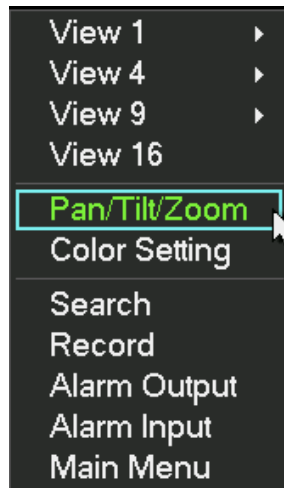 View 1
View 4
View 9
View 16
Pan/Tilt/Zoom
Color Setting
Search
Record
Alarm Output
Alarm Input
Main Menu